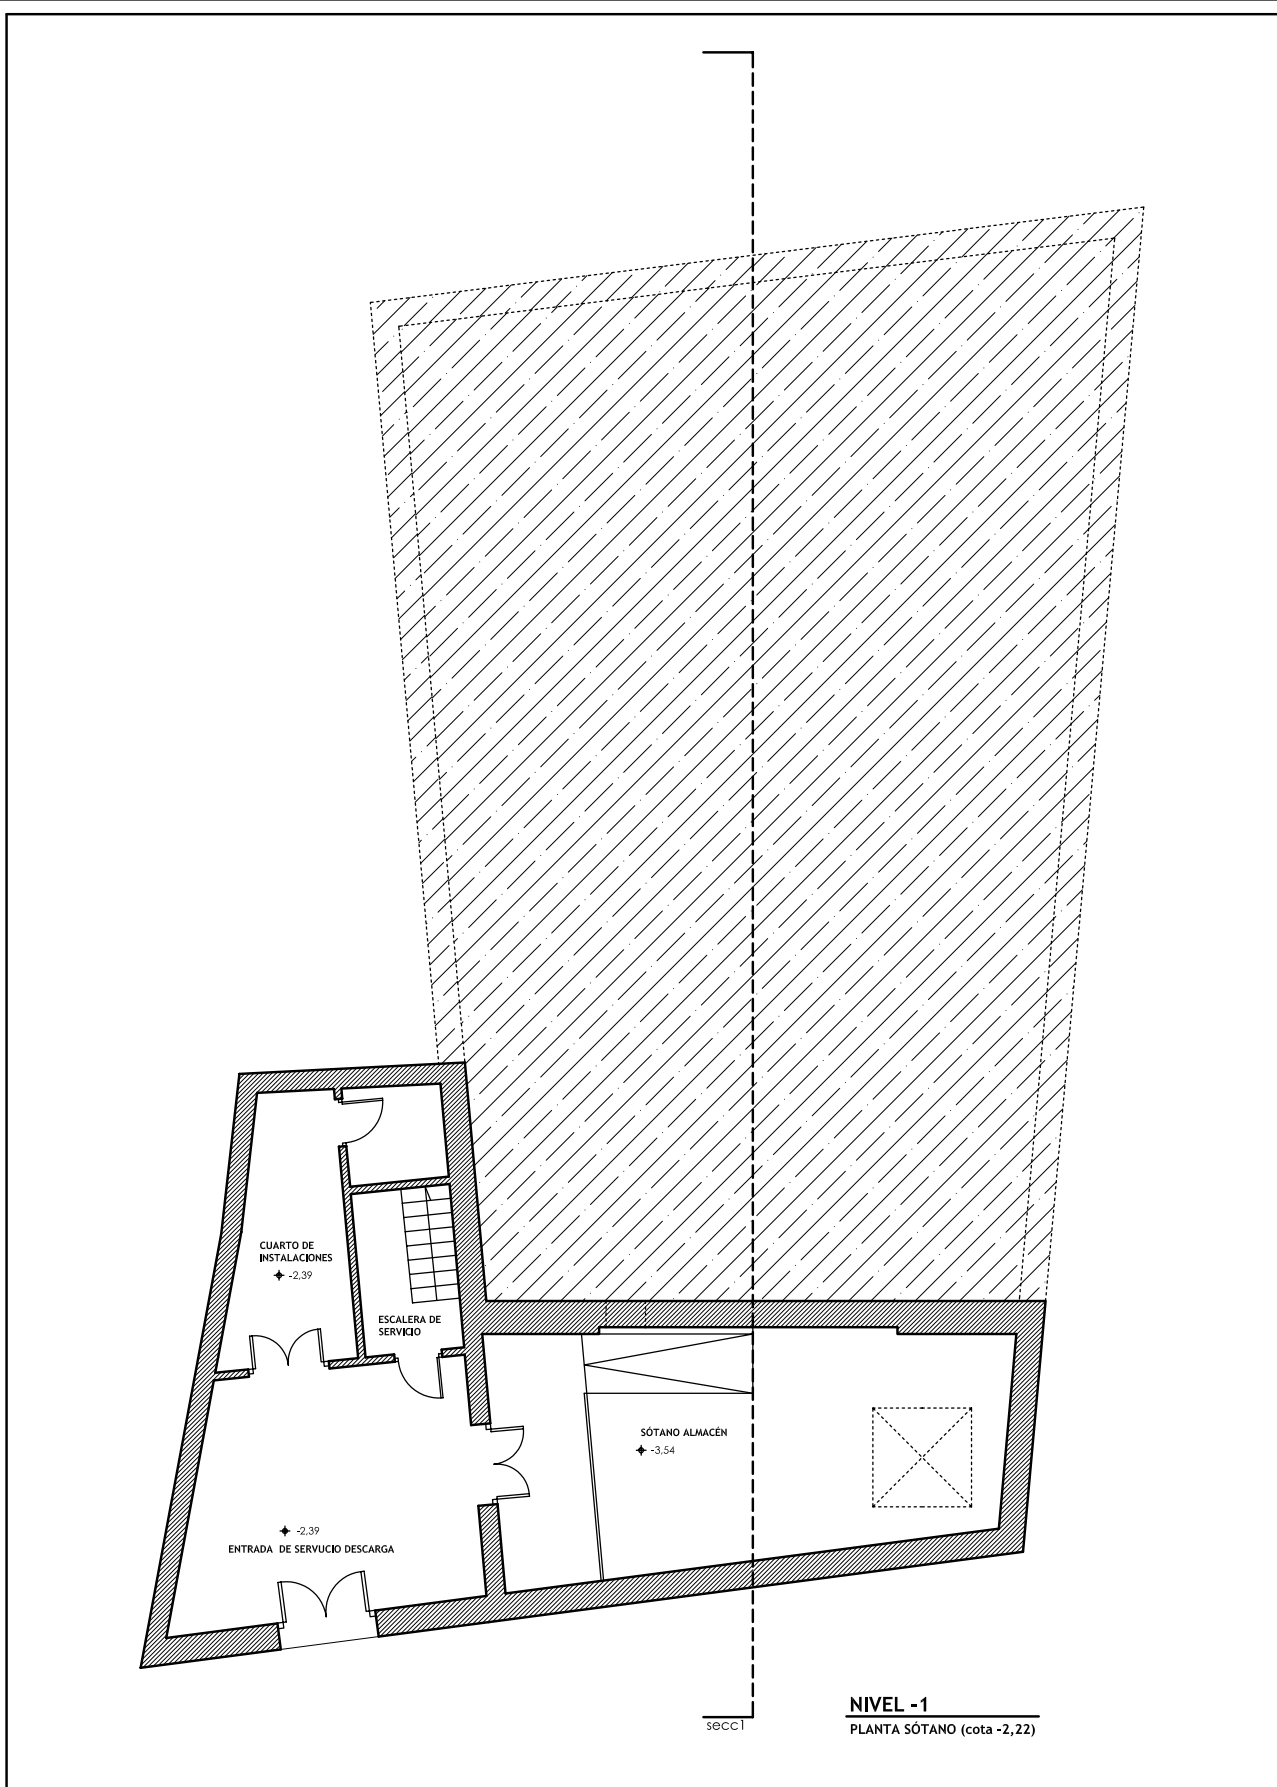 CUARTO DE
INSTALACIONES
-2,39
ESCALERA DE
SERVICIO
SÓTANO ALMACÉN
-3,54
-2,39
ENTRADA DE SERVUCIO DESCARGA
secc1
NIVEL -1
PLANTA SÓTANO (cota -2,22)